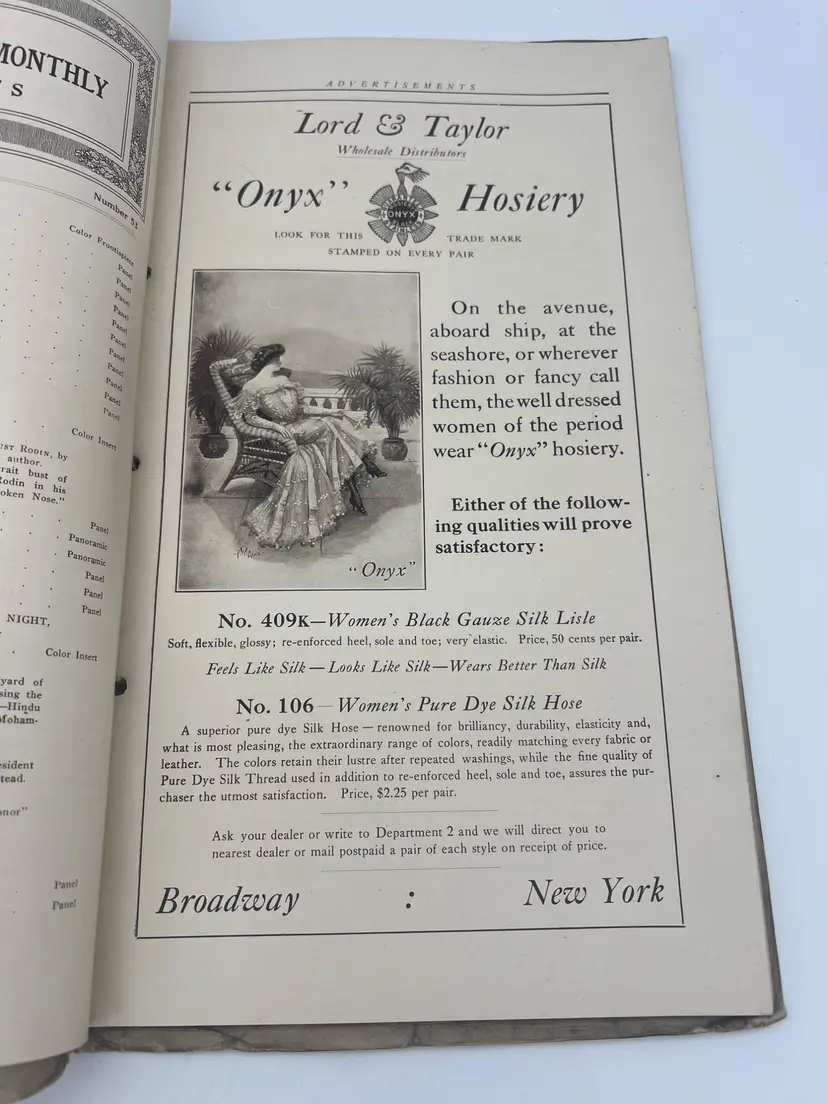 MONTHLY
Number 53
Color Frontispiece
Panel
Panel
Panel
Panel
Panel
Panel
Panel
Panel
Panel
Color Insert
UST RODIN, by
author.
rait bust of
Rodin in his
oken Nose."
Panel
Panoramic
Panoramic
Panel
Panel
Panel
NIGHT,
Color Insert
yard of
sing the
—Hindu
Moham-
esident
tead.
onor"
Panel
Panel
ADVERTISEMENTS
Lord & Taylor
Wholesale Distributors
"Onyx" Hosiery
ONYX
LOOK FOR THIS TRADE MARK
STAMPED ON EVERY PAIR
On the avenue,
aboard ship, at the
seashore, or wherever
fashion or fancy call
them, the well dressed
women of the period
wear "Onyx" hosiery.
Either of the follow-
ing qualities will prove
satisfactory:
"Onyx"
No. 409K—Women's Black Gauze Silk Lisle
Soft, flexible, glossy; re-enforced heel, sole and toe; very elastic. Price, 50 cents per pair.
Feels Like Silk—Looks Like Silk—Wears Better Than Silk
No. 106—Women's Pure Dye Silk Hose
A superior pure dye Silk Hose—renowned for brilliancy, durability, elasticity and,
what is most pleasing, the extraordinary range of colors, readily matching every fabric or
leather. The colors retain their lustre after repeated washings, while the fine quality of
Pure Dye Silk Thread used in addition to re-enforced heel, sole and toe, assures the pur-
chaser the utmost satisfaction. Price, $2.25 per pair.
Ask your dealer or write to Department 2 and we will direct you to
nearest dealer or mail postpaid a pair of each style on receipt of price.
Broadway : New York